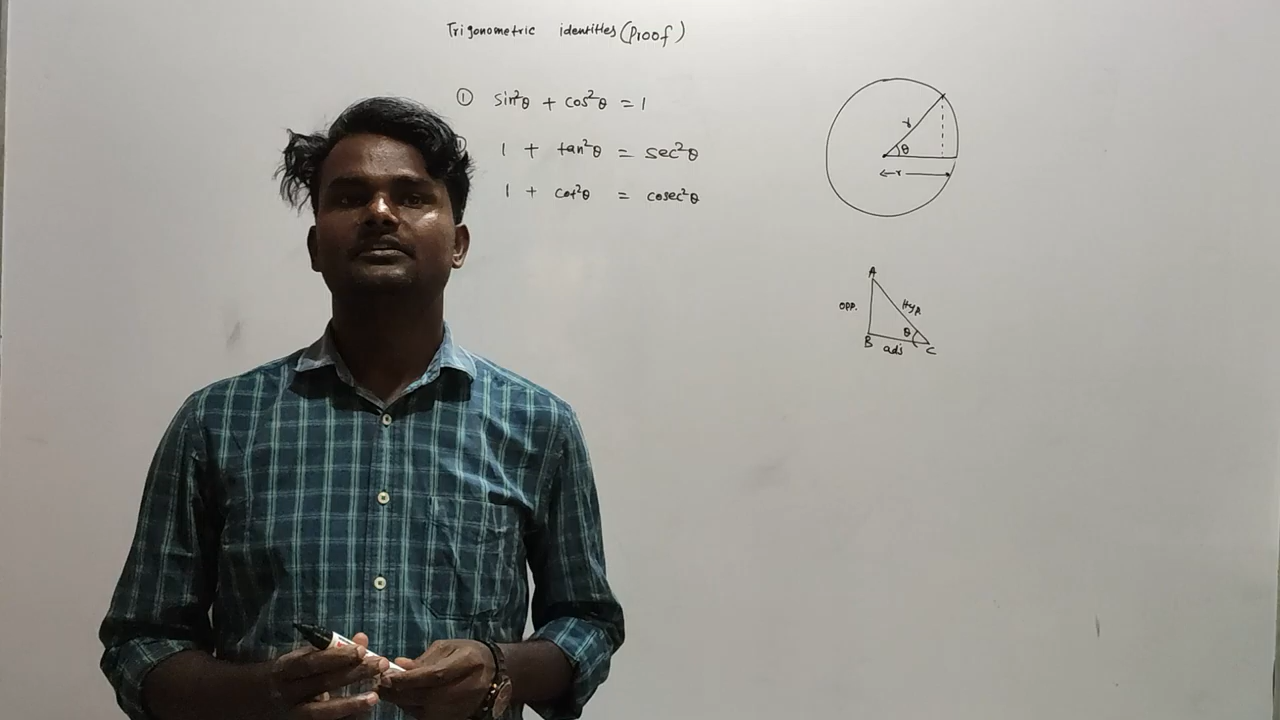 Trigonometric identities (Proof)
① sin²θ + cos²θ = 1
1 + tan²θ = sec²θ
1 + cot²θ = cosec²θ
r
θ
←r→
A
opp.
Hyp
θ
B
adj
C